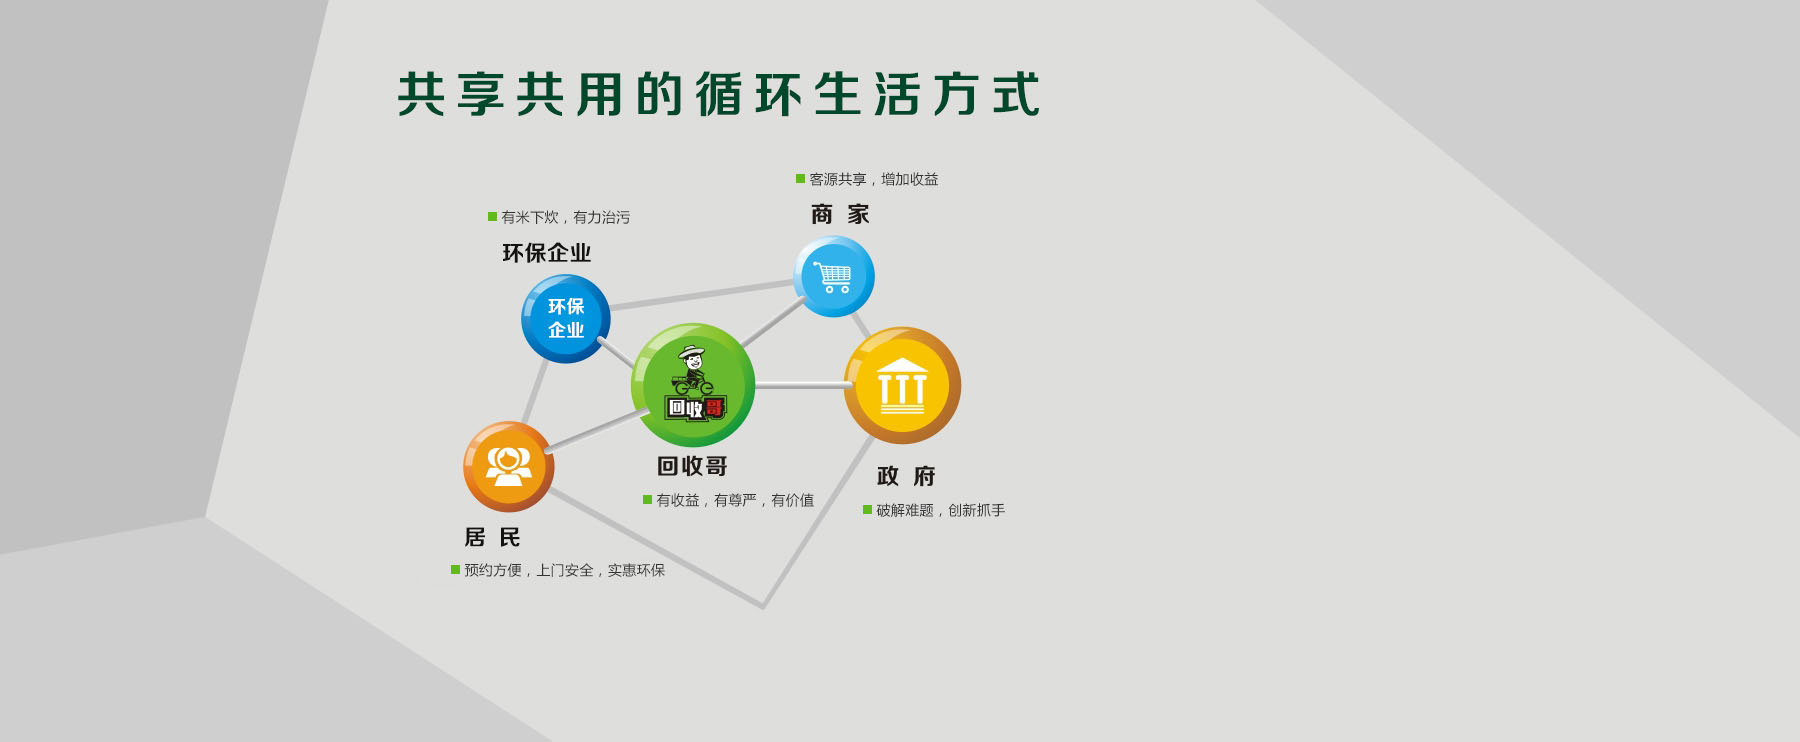 共享共用的循环生活方式
客源共享，增加收益
商 家
有米下炊，有力治污
环保企业
环保
企业
回收哥
回收哥
有收益，有尊严，有价值
政 府
破解难题，创新抓手
居 民
预约方便，上门安全，实惠环保